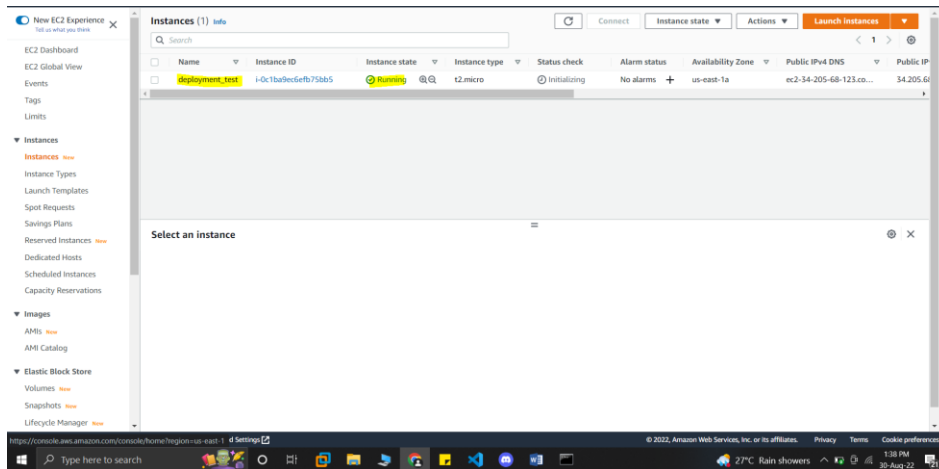 New EC2 Experience
Tell us what you think
EC2 Dashboard
EC2 Global View
Events
Tags
Limits
Instances
Instances New
Instance Types
Launch Templates
Spot Requests
Savings Plans
Reserved Instances New
Dedicated Hosts
Scheduled Instances
Capacity Reservations
Images
AMIs New
AMI Catalog
Elastic Block Store
Volumes New
Snapshots New
Lifecycle Manager New
Instances (1) Info
Connect Instance state Actions Launch instances
Search
1
Name Instance ID Instance state Instance type Status check Alarm status Availability Zone Public IPv4 DNS Public IP
deployment_test i-0c1ba9ec6efb75bb5 Running t2.micro Initializing No alarms + us-east-1a ec2-34-205-68-123.co... 34.205.6
Select an instance
https://console.aws.amazon.com/console/home?region=us-east-1 d Settings
© 2022, Amazon Web Services, Inc. or its affiliates. Privacy Terms Cookie preferences
Type here to search
27°C Rain showers
1:38 PM
30-Aug-22